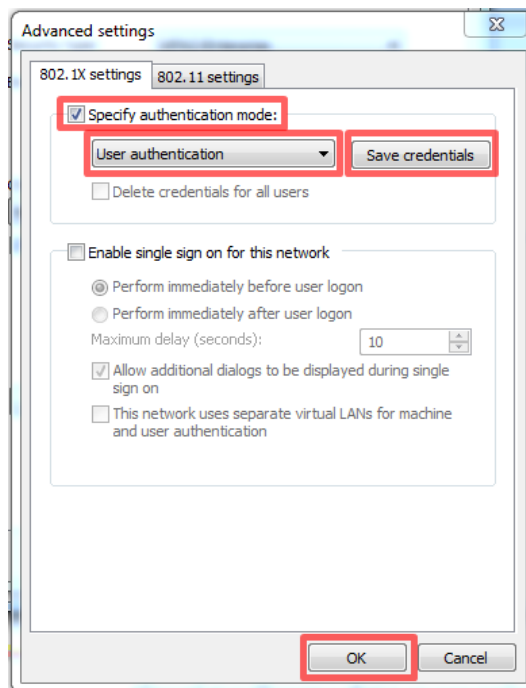 Advanced settings
802.1X settings
802.11 settings
Specify authentication mode:
User authentication
Save credentials
Delete credentials for all users
Enable single sign on for this network
Perform immediately before user logon
Perform immediately after user logon
Maximum delay (seconds):
10
Allow additional dialogs to be displayed during single
sign on
This network uses separate virtual LANs for machine
and user authentication
OK
Cancel